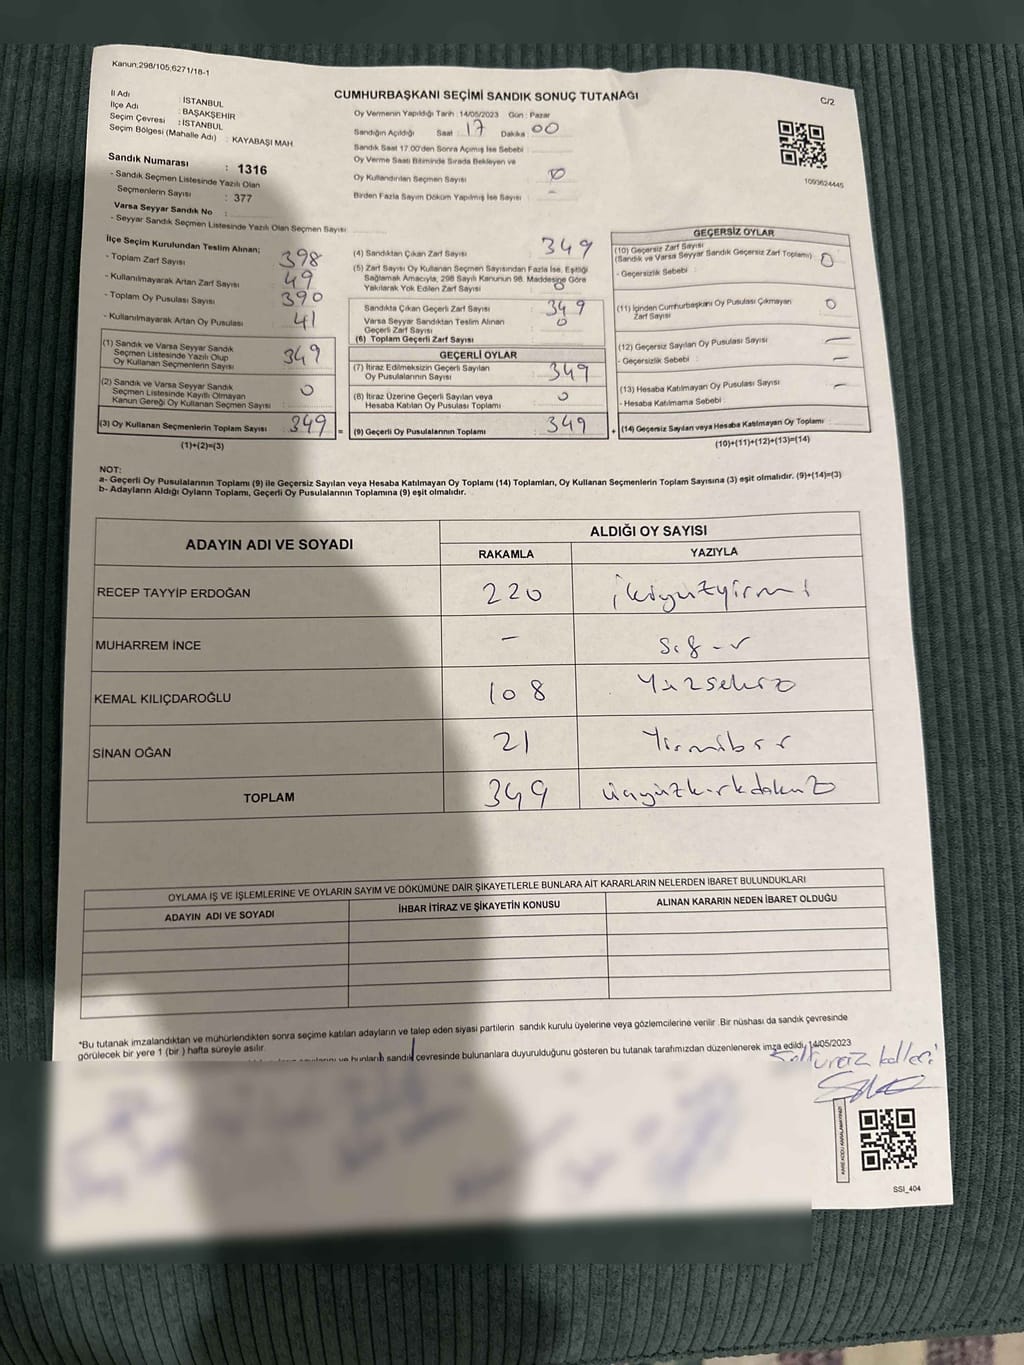 Kanun;298/105,6271/18-1
CUMHURBAŞKANI SEÇİMİ SANDIK SONUÇ TUTANAĞI
C/2
İl Adı : İSTANBUL
İlçe Adı : BAŞAKŞEHİR
Seçim Çevresi : İSTANBUL
Seçim Bölgesi (Mahalle Adı) : KAYABAŞI MAH.
Sandık Numarası : 1316
- Sandık Seçmen Listesinde Yazılı Olan
Seçmenlerin Sayısı : 377
Varsa Seyyar Sandık No :
- Seyyar Sandık Seçmen Listesinde Yazılı Olan Seçmen Sayısı
Oy Vermenin Yapıldığı Tarih :14/05/2023 Gün : Pazar
Sandığın Açıldığı Saat : 17 Dakika : 00
Sandık Saat 17.00'den Sonra Açılmış İse Sebebi :
Oy Verme Saati Bitiminde Sırada Bekleyen ve
Oy Kullandırılan Seçmen Sayısı
Birden Fazla Sayım Döküm Yapılmış İse Sayısı : -
1093624445
İlçe Seçim Kurulundan Teslim Alınan;
- Toplam Zarf Sayısı 398
- Kullanılmayarak Artan Zarf Sayısı 49
- Toplam Oy Pusulası Sayısı 390
- Kullanılmayarak Artan Oy Pusulası 41
(1) Sandık ve Varsa Seyyar Sandık
Seçmen Listesinde Yazılı Olup
Oy Kullanan Seçmenlerin Sayısı 349
(2) Sandık ve Varsa Seyyar Sandık
Seçmen Listesinde Kayıtlı Olmayan
Kanun Gereği Oy Kullanan Seçmen Sayısı 0
(3) Oy Kullanan Seçmenlerin Toplam Sayısı 349 =
(1)+(2)=(3)
(4) Sandıktan Çıkan Zarf Sayısı 349
(5) Zarf Sayısı Oy Kullanan Seçmen Sayısından Fazla İse, Eşitliği
Sağlamak Amacıyla, 298 Sayılı Kanunun 98. Maddesine Göre
Yakılarak Yok Edilen Zarf Sayısı 0
Sandıkta Çıkan Geçerli Zarf Sayısı 349
Varsa Seyyar Sandıktan Teslim Alınan
Geçerli Zarf Sayısı 0
(6) Toplam Geçerli Zarf Sayısı
GEÇERLİ OYLAR
(7) İtiraz Edilmeksizin Geçerli Sayılan
Oy Pusulalarının Sayısı 349
(8) İtiraz Üzerine Geçerli Sayılan veya
Hesaba Katılan Oy Pusulası Toplamı 0
(9) Geçerli Oy Pusulalarının Toplamı 349 +
GEÇERSİZ OYLAR
(10) Geçersiz Zarf Sayısı
(Sandık ve Varsa Seyyar Sandık Geçersiz Zarf Toplamı) 0
- Geçersizlik Sebebi :
(11) İçinden Cumhurbaşkanı Oy Pusulası Çıkmayan
Zarf Sayısı 0
(12) Geçersiz Sayılan Oy Pusulası Sayısı -
- Geçersizlik Sebebi : -
(13) Hesaba Katılmayan Oy Pusulası Sayısı -
- Hesaba Katılmama Sebebi :
(14) Geçersiz Sayılan veya Hesaba Katılmayan Oy Toplamı
(10)+(11)+(12)+(13)=(14)
NOT:
a- Geçerli Oy Pusulalarının Toplamı (9) ile Geçersiz Sayılan veya Hesaba Katılmayan Oy Toplamı (14) Toplamları, Oy Kullanan Seçmenlerin Toplam Sayısına (3) eşit olmalıdır. (9)+(14)=(3)
b- Adayların Aldığı Oyların Toplamı, Geçerli Oy Pusulalarının Toplamına (9) eşit olmalıdır.
ADAYIN ADI VE SOYADI
ALDIĞI OY SAYISI
RAKAMLA YAZIYLA
RECEP TAYYİP ERDOĞAN 220 ikiyüzyirmi
MUHARREM İNCE - Sıfır
KEMAL KILIÇDAROĞLU 108 Yüzsekiz
SİNAN OĞAN 21 Yirmibir
TOPLAM 349 üçyüzkırkdokuz
OYLAMA İŞ VE İŞLEMLERİNE VE OYLARIN SAYIM VE DÖKÜMÜNE DAİR ŞİKAYETLERLE BUNLARA AİT KARARLARIN NELERDEN İBARET BULUNDUKLARI
ADAYIN ADI VE SOYADI İHBAR İTİRAZ VE ŞİKAYETİN KONUSU ALINAN KARARIN NEDEN İBARET OLDUĞU
*Bu tutanak imzalandıktan ve mühürlendikten sonra seçime katılan adayların ve talep eden siyasi partilerin sandık kurulu üyelerine veya gözlemcilerine verilir .Bir nüshası da sandık çevresinde
görülecek bir yere 1 (bir ) hafta süreyle asılır.
ve bunların sandık çevresinde bulunanlara duyurulduğunu gösteren bu tutanak tarafımızdan düzenlenerek imza edildi. 14/05/2023
KARE KODU KARALAMAYINIZ!
SSI_404